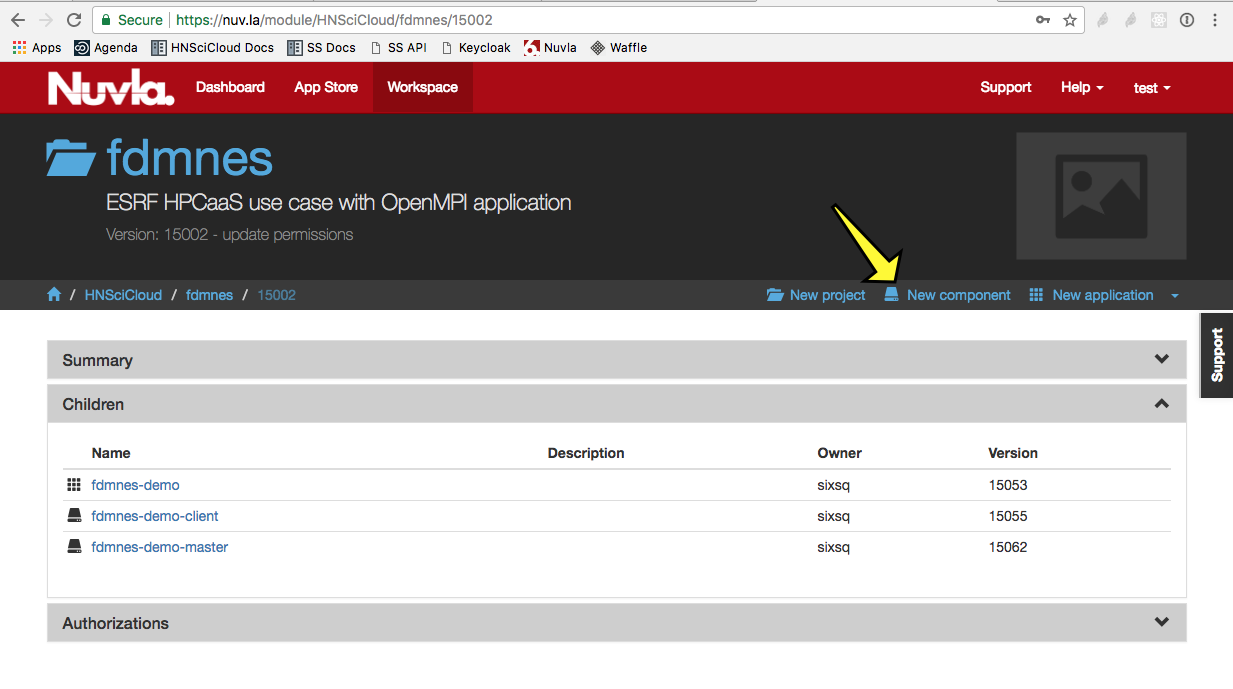 Secure https://nuv.la/module/HNSciCloud/fdmnes/15002
Apps Agenda HNSciCloud Docs SS Docs SS API Keycloak Nuvla Waffle
Nuvla. Dashboard App Store Workspace Support Help test
fdmnes
ESRF HPCaaS use case with OpenMPI application
Version: 15002 - update permissions
/ HNSciCloud / fdmnes / 15002 New project New component New application
Support
Summary
Children
Name Description Owner Version
fdmnes-demo sixsq 15053
fdmnes-demo-client sixsq 15055
fdmnes-demo-master sixsq 15062
Authorizations